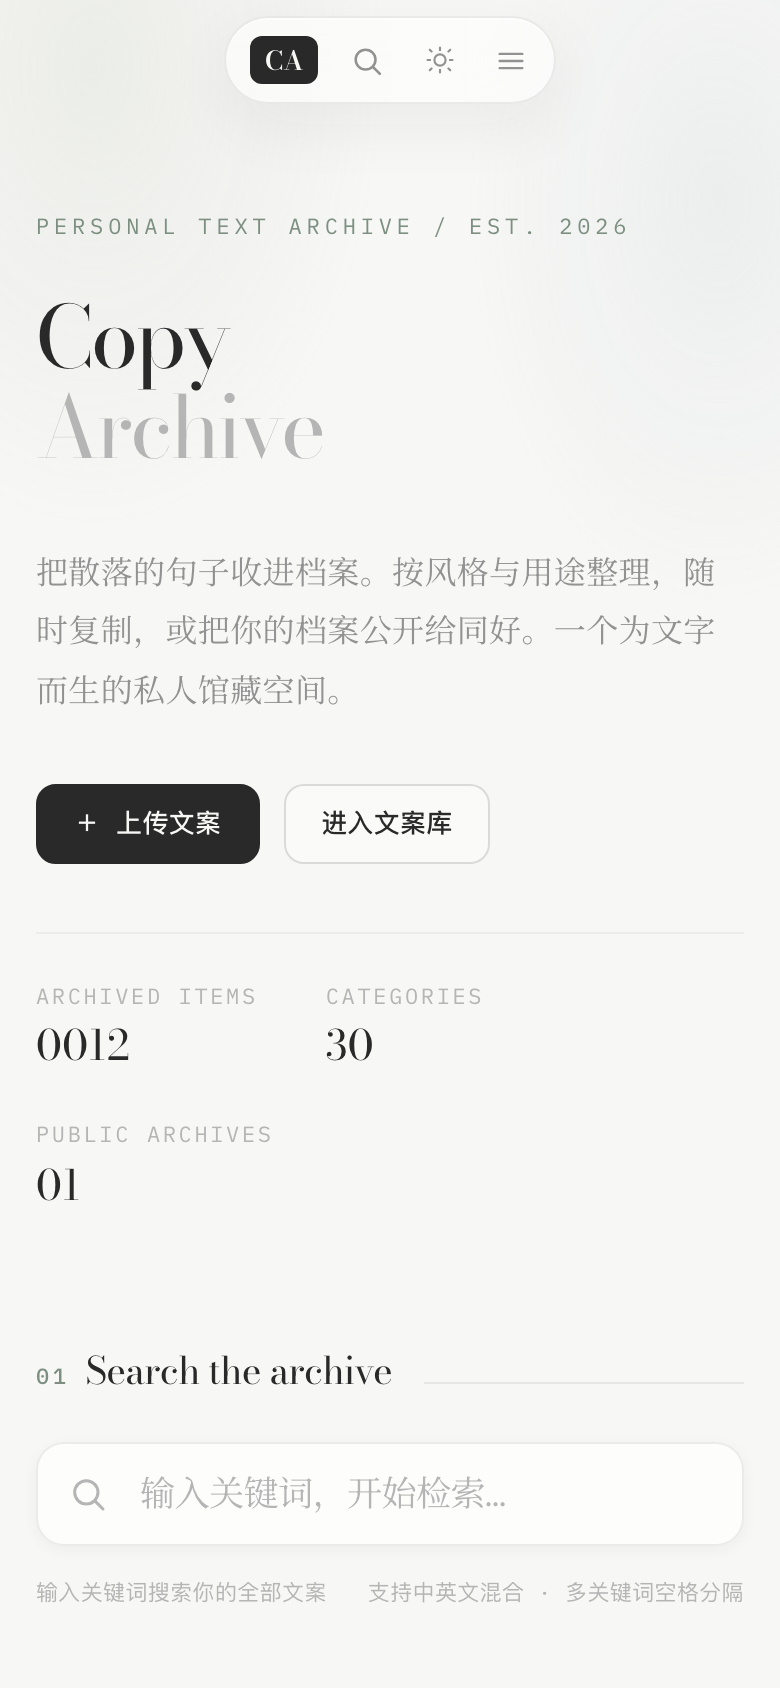 CA
PERSONAL TEXT ARCHIVE / EST. 2026
Copy
Archive
把散落的句子收进档案。按风格与用途整理，随
时复制，或把你的档案公开给同好。一个为文字
而生的私人馆藏空间。
+ 上传文案
进入文案库
ARCHIVED ITEMS
0012
CATEGORIES
30
PUBLIC ARCHIVES
01
01 Search the archive
输入关键词，开始检索...
输入关键词搜索你的全部文案
支持中英文混合 · 多关键词空格分隔